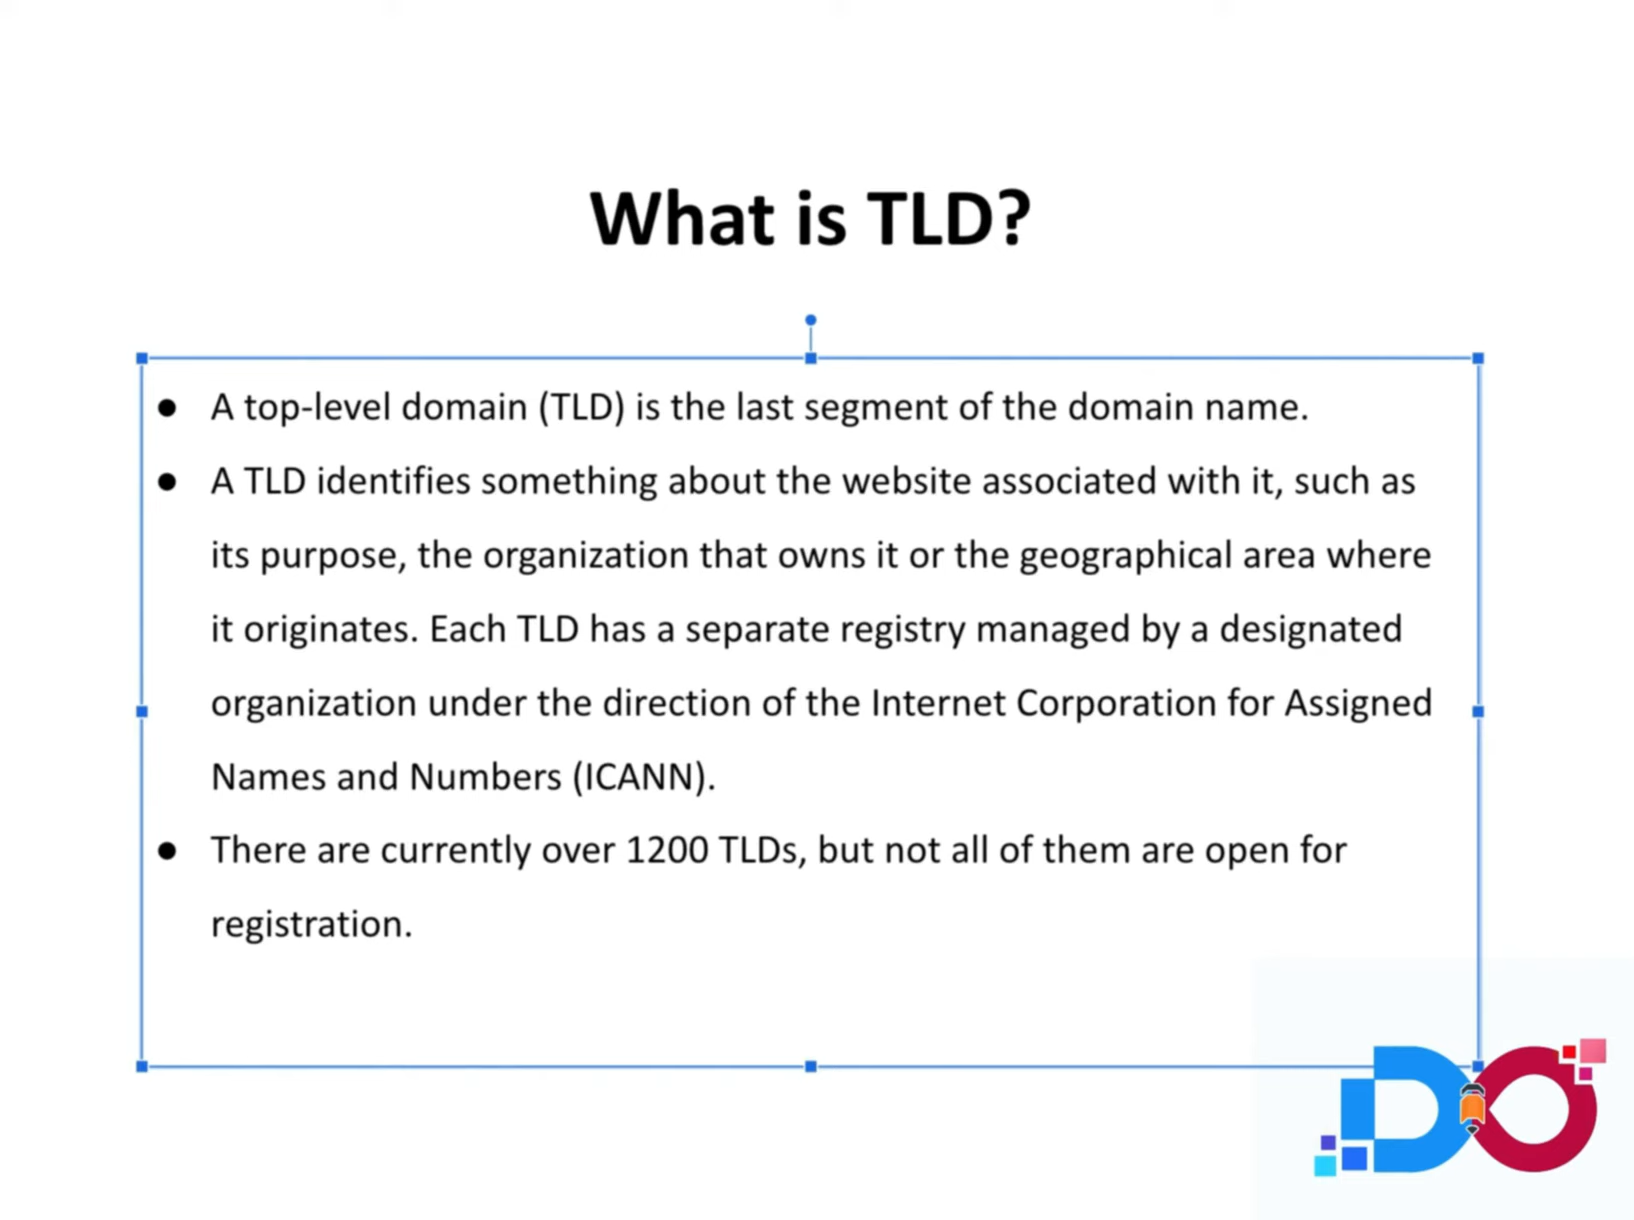 What is TLD?
● A top-level domain (TLD) is the last segment of the domain name.
● A TLD identifies something about the website associated with it, such as
its purpose, the organization that owns it or the geographical area where
it originates. Each TLD has a separate registry managed by a designated
organization under the direction of the Internet Corporation for Assigned
Names and Numbers (ICANN).
● There are currently over 1200 TLDs, but not all of them are open for
registration.
DO